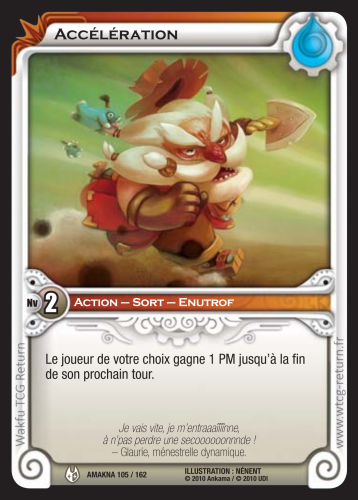 ACCÉLÉRATION
Nv 2
ACTION – SORT – ENUTROF
Le joueur de votre choix gagne 1 PM jusqu'à la fin
de son prochain tour.
Je vais vite, je m'entraaaîîînne,
à n'pas perdre une secooooooonnnde !
– Glaurie, ménestrelle dynamique.
AMAKNA 105 / 162
ILLUSTRATION : NÉNENT
© 2010 Ankama / © 2010 UDI
Wakfu TCG Return
www.wtcg-return.fr